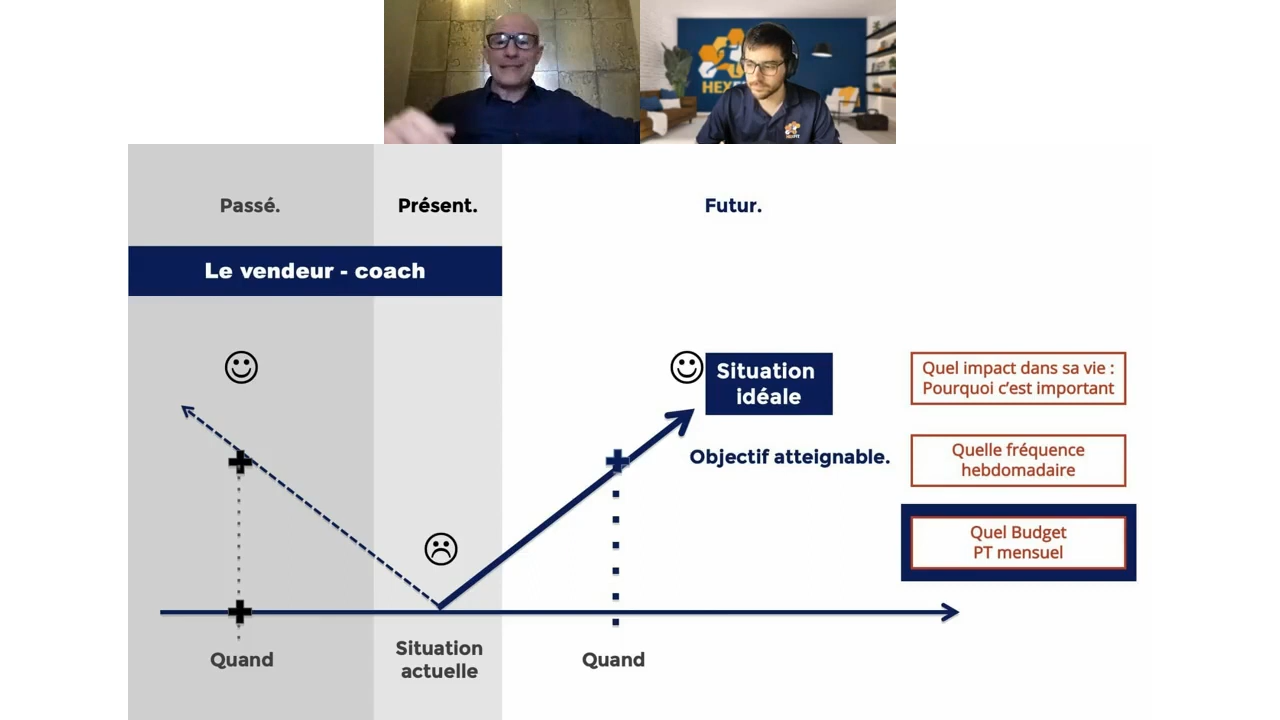 HEXFIT
Passé.
Présent.
Futur.
Le vendeur - coach
Situation
idéale
Quel impact dans sa vie :
Pourquoi c’est important
Objectif atteignable.
Quelle fréquence
hebdomadaire
Quel Budget
PT mensuel
Quand
Situation
actuelle
Quand